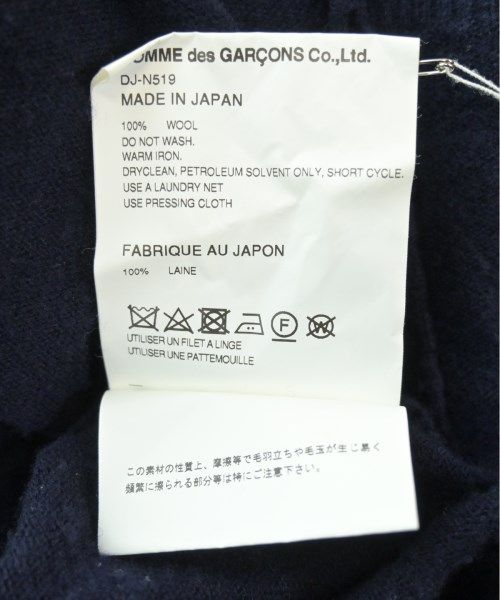 COMME des GARÇONS Co.,Ltd.
DJ-N519
MADE IN JAPAN
100% WOOL
DO NOT WASH.
WARM IRON.
DRYCLEAN, PETROLEUM SOLVENT ONLY, SHORT CYCLE.
USE A LAUNDRY NET
USE PRESSING CLOTH
FABRIQUE AU JAPON
100% LAINE
F W
UTILISER UN FILET A LINGE
UTILISER UNE PATTEMOUILLE
この素材の性質上、摩擦等で毛羽立ちや毛玉が生じ易く
頻繁に擦られる部分等は特にご注意下さい。